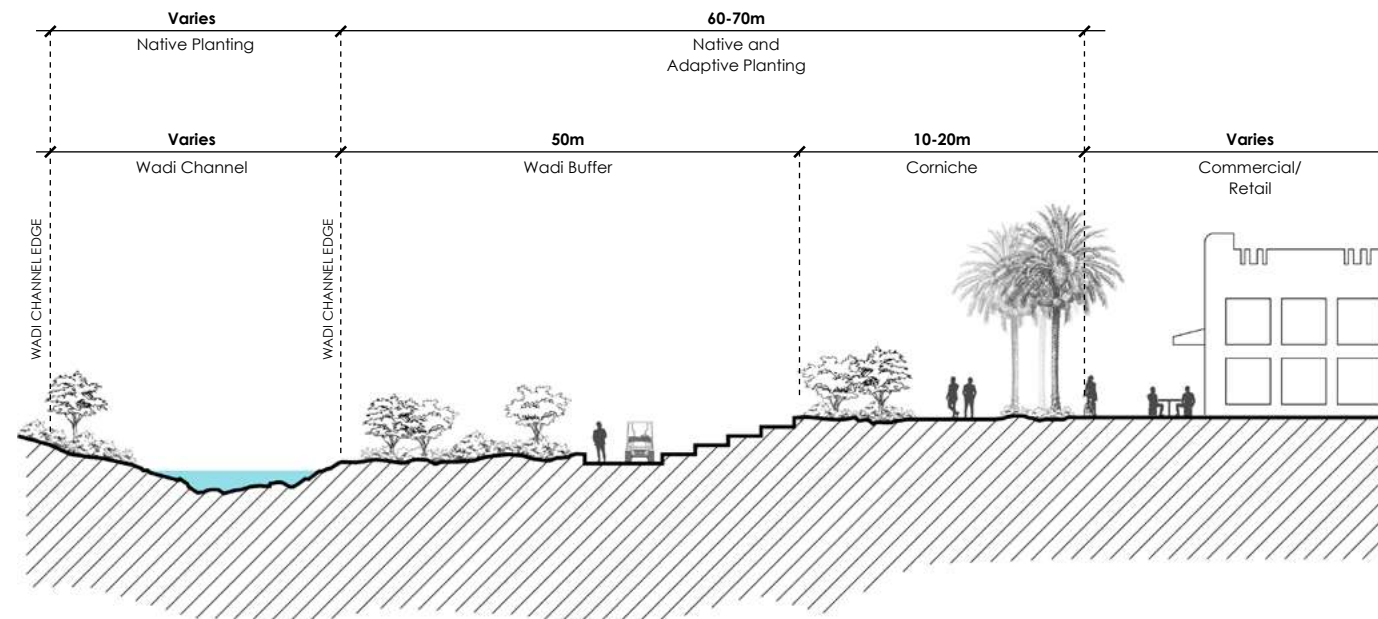 Varies
60-70m
Native Planting
Native and
Adaptive Planting
Varies
50m
10-20m
Varies
Wadi Channel
Wadi Buffer
Corniche
Commercial/
Retail
WADI CHANNEL EDGE
WADI CHANNEL EDGE